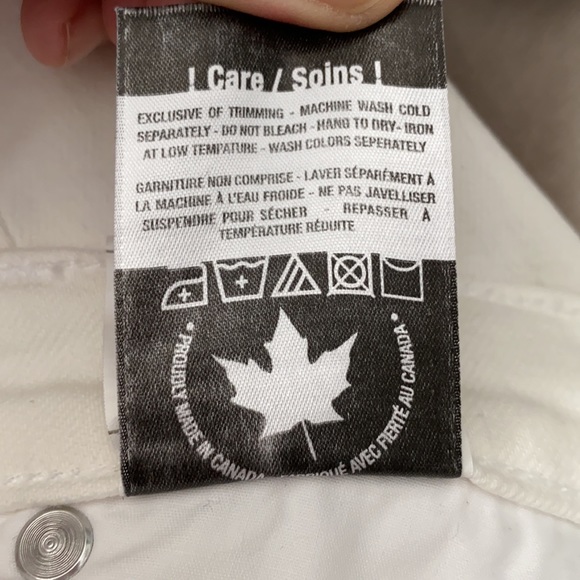 ! Care / Soins !
EXCLUSIVE OF TRIMMING - MACHINE WASH COLD
SEPARATELY - DO NOT BLEACH - HANG TO DRY- IRON
AT LOW TEMPATURE - WASH COLORS SEPERATELY
GARNITURE NON COMPRISE - LAVER SÉPARÉMENT À
LA MACHINE À L'EAU FROIDE - NE PAS JAVELLISER
SUSPENDRE POUR SÉCHER - REPASSER À
TEMPÉRATURE RÉDUITE
• PROUDLY MADE IN CANADA
FABRIQUÉ AVEC FIERTÉ AU CANADA •